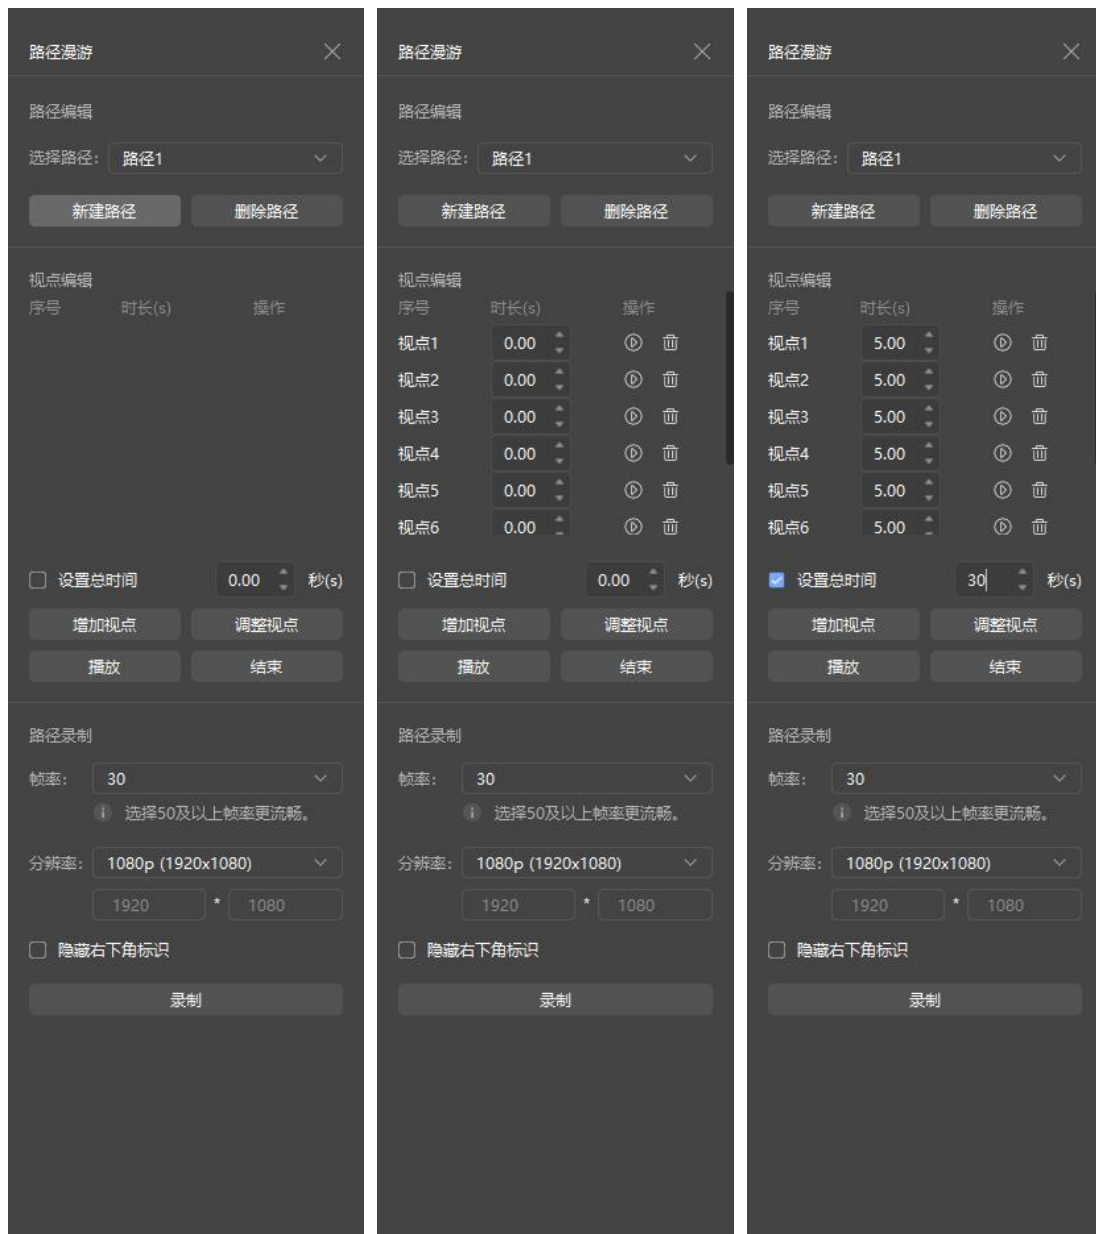 路径漫游
路径编辑
选择路径： 路径1
新建路径 删除路径
视点编辑
序号 时长(s) 操作
设置总时间 0.00 秒(s)
增加视点 调整视点
播放 结束
路径录制
帧率： 30
选择50及以上帧率更流畅。
分辨率： 1080p (1920x1080)
1920 * 1080
隐藏右下角标识
录制
路径漫游
路径编辑
选择路径： 路径1
新建路径 删除路径
视点编辑
序号 时长(s) 操作
视点1 0.00
视点2 0.00
视点3 0.00
视点4 0.00
视点5 0.00
视点6 0.00
设置总时间 0.00 秒(s)
增加视点 调整视点
播放 结束
路径录制
帧率： 30
选择50及以上帧率更流畅。
分辨率： 1080p (1920x1080)
1920 * 1080
隐藏右下角标识
录制
路径漫游
路径编辑
选择路径： 路径1
新建路径 删除路径
视点编辑
序号 时长(s) 操作
视点1 5.00
视点2 5.00
视点3 5.00
视点4 5.00
视点5 5.00
视点6 5.00
设置总时间 30 秒(s)
增加视点 调整视点
播放 结束
路径录制
帧率： 30
选择50及以上帧率更流畅。
分辨率： 1080p (1920x1080)
1920 * 1080
隐藏右下角标识
录制